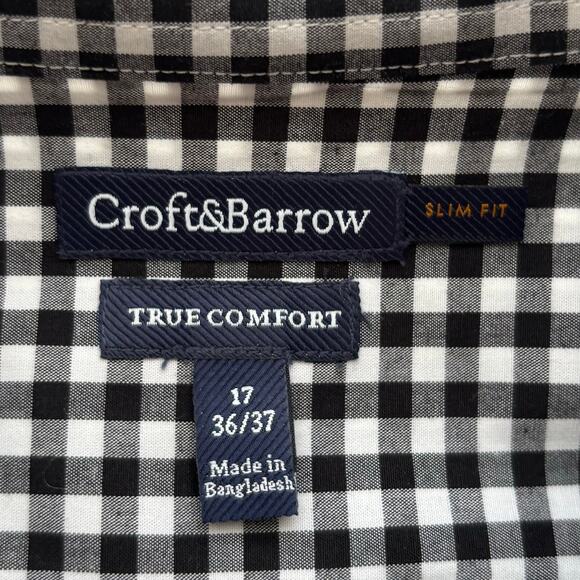 Croft&Barrow
SLIM FIT
TRUE COMFORT
17
36/37
Made in
Bangladesh